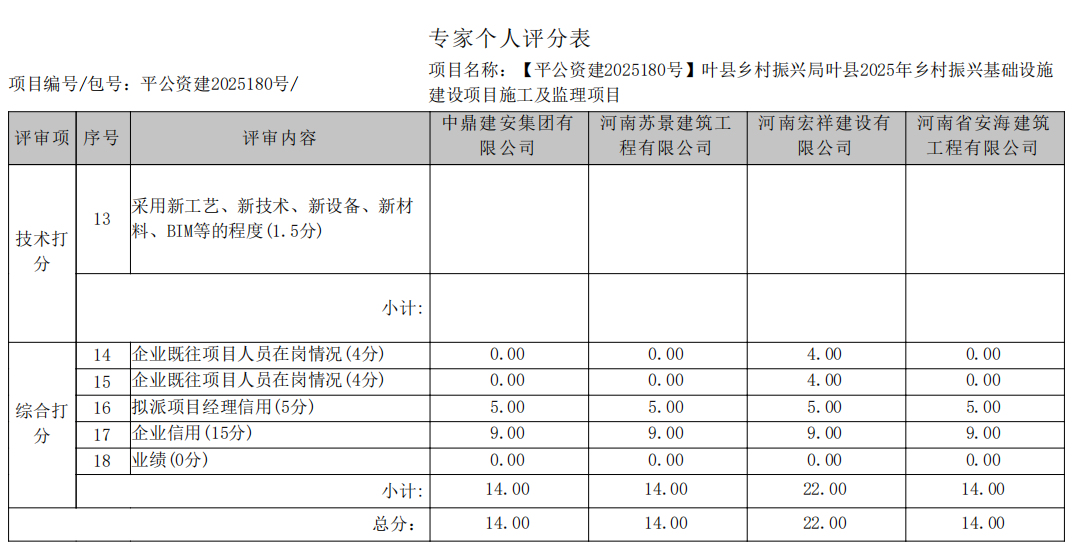 专家个人评分表
项目编号/包号：平公资建2025180号/
项目名称：【平公资建2025180号】叶县乡村振兴局叶县2025年乡村振兴基础设施
建设项目施工及监理项目
评审项 序号 评审内容 中鼎建安集团有限公司 河南苏景建筑工程有限公司 河南宏祥建设有限公司 河南省安海建筑工程有限公司
技术打分
13 采用新工艺、新技术、新设备、新材
料、BIM等的程度(1.5分)
小计:
综合打分
14 企业既往项目人员在岗情况(4分) 0.00 0.00 4.00 0.00
15 企业既往项目人员在岗情况(4分) 0.00 0.00 4.00 0.00
16 拟派项目经理信用(5分) 5.00 5.00 5.00 5.00
17 企业信用(15分) 9.00 9.00 9.00 9.00
18 业绩(0分) 0.00 0.00 0.00 0.00
小计: 14.00 14.00 22.00 14.00
总分： 14.00 14.00 22.00 14.00